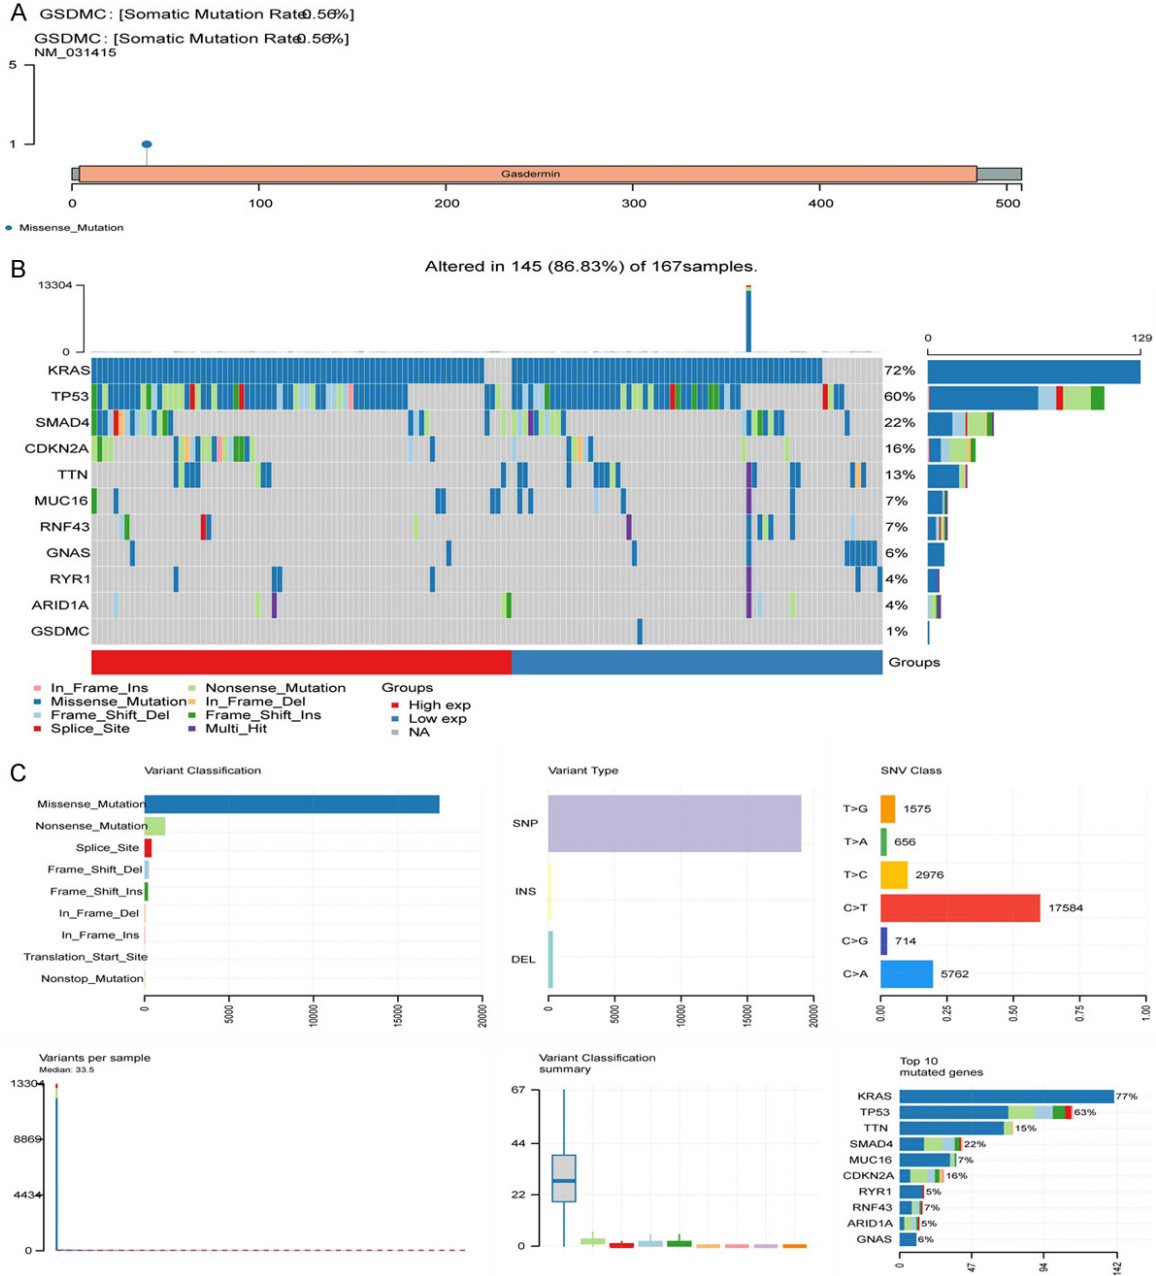 A
GSDMC: [Somatic Mutation Rate0.56%]
GSDMC: [Somatic Mutation Rate0.56%]
NM_031415
5
1
Gasdermin
0 100 200 300 400 500
Missense_Mutation
B
Altered in 145 (86.83%) of 167samples.
13304
0
0 129
KRAS 72%
TP53 60%
SMAD4 22%
CDKN2A 16%
TTN 13%
MUC16 7%
RNF43 7%
GNAS 6%
RYR1 4%
ARID1A 4%
GSDMC 1%
Groups
In_Frame_Ins Nonsense_Mutation Groups
Missense_Mutation In_Frame_Del High exp
Frame_Shift_Del Frame_Shift_Ins Low exp
Splice_Site Multi_Hit NA
C
Variant Classification
Missense_Mutation
Nonsense_Mutation
Splice_Site
Frame_Shift_Del
Frame_Shift_Ins
In_Frame_Del
In_Frame_Ins
Translation_Start_Site
Nonstop_Mutation
0 5000 10000 15000 20000
Variant Type
SNP
INS
DEL
0 5000 10000 15000 20000
SNV Class
T>G 1575
T>A 656
T>C 2976
C>T 17584
C>G 714
C>A 5762
0.00 0.25 0.50 0.75 1.00
Variants per sample
Median: 33.5
13304
8869
4434
0
Variant Classification
summary
67
44
22
0
Top 10
mutated genes
KRAS 77%
TP53 63%
TTN 15%
SMAD4 22%
MUC16 7%
CDKN2A 16%
RYR1 5%
RNF43 7%
ARID1A 5%
GNAS 6%
0 47 94 142